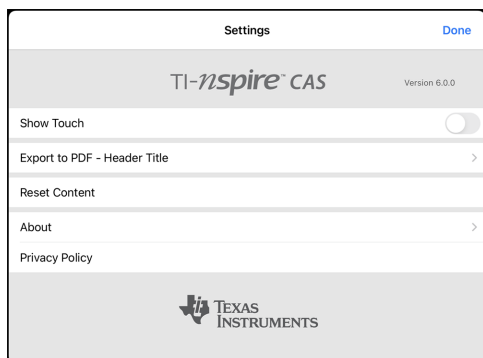 Settings
Done
TI-nspire™ CAS
Version 6.0.0
Show Touch
Export to PDF - Header Title
Reset Content
About
Privacy Policy
TEXAS
INSTRUMENTS